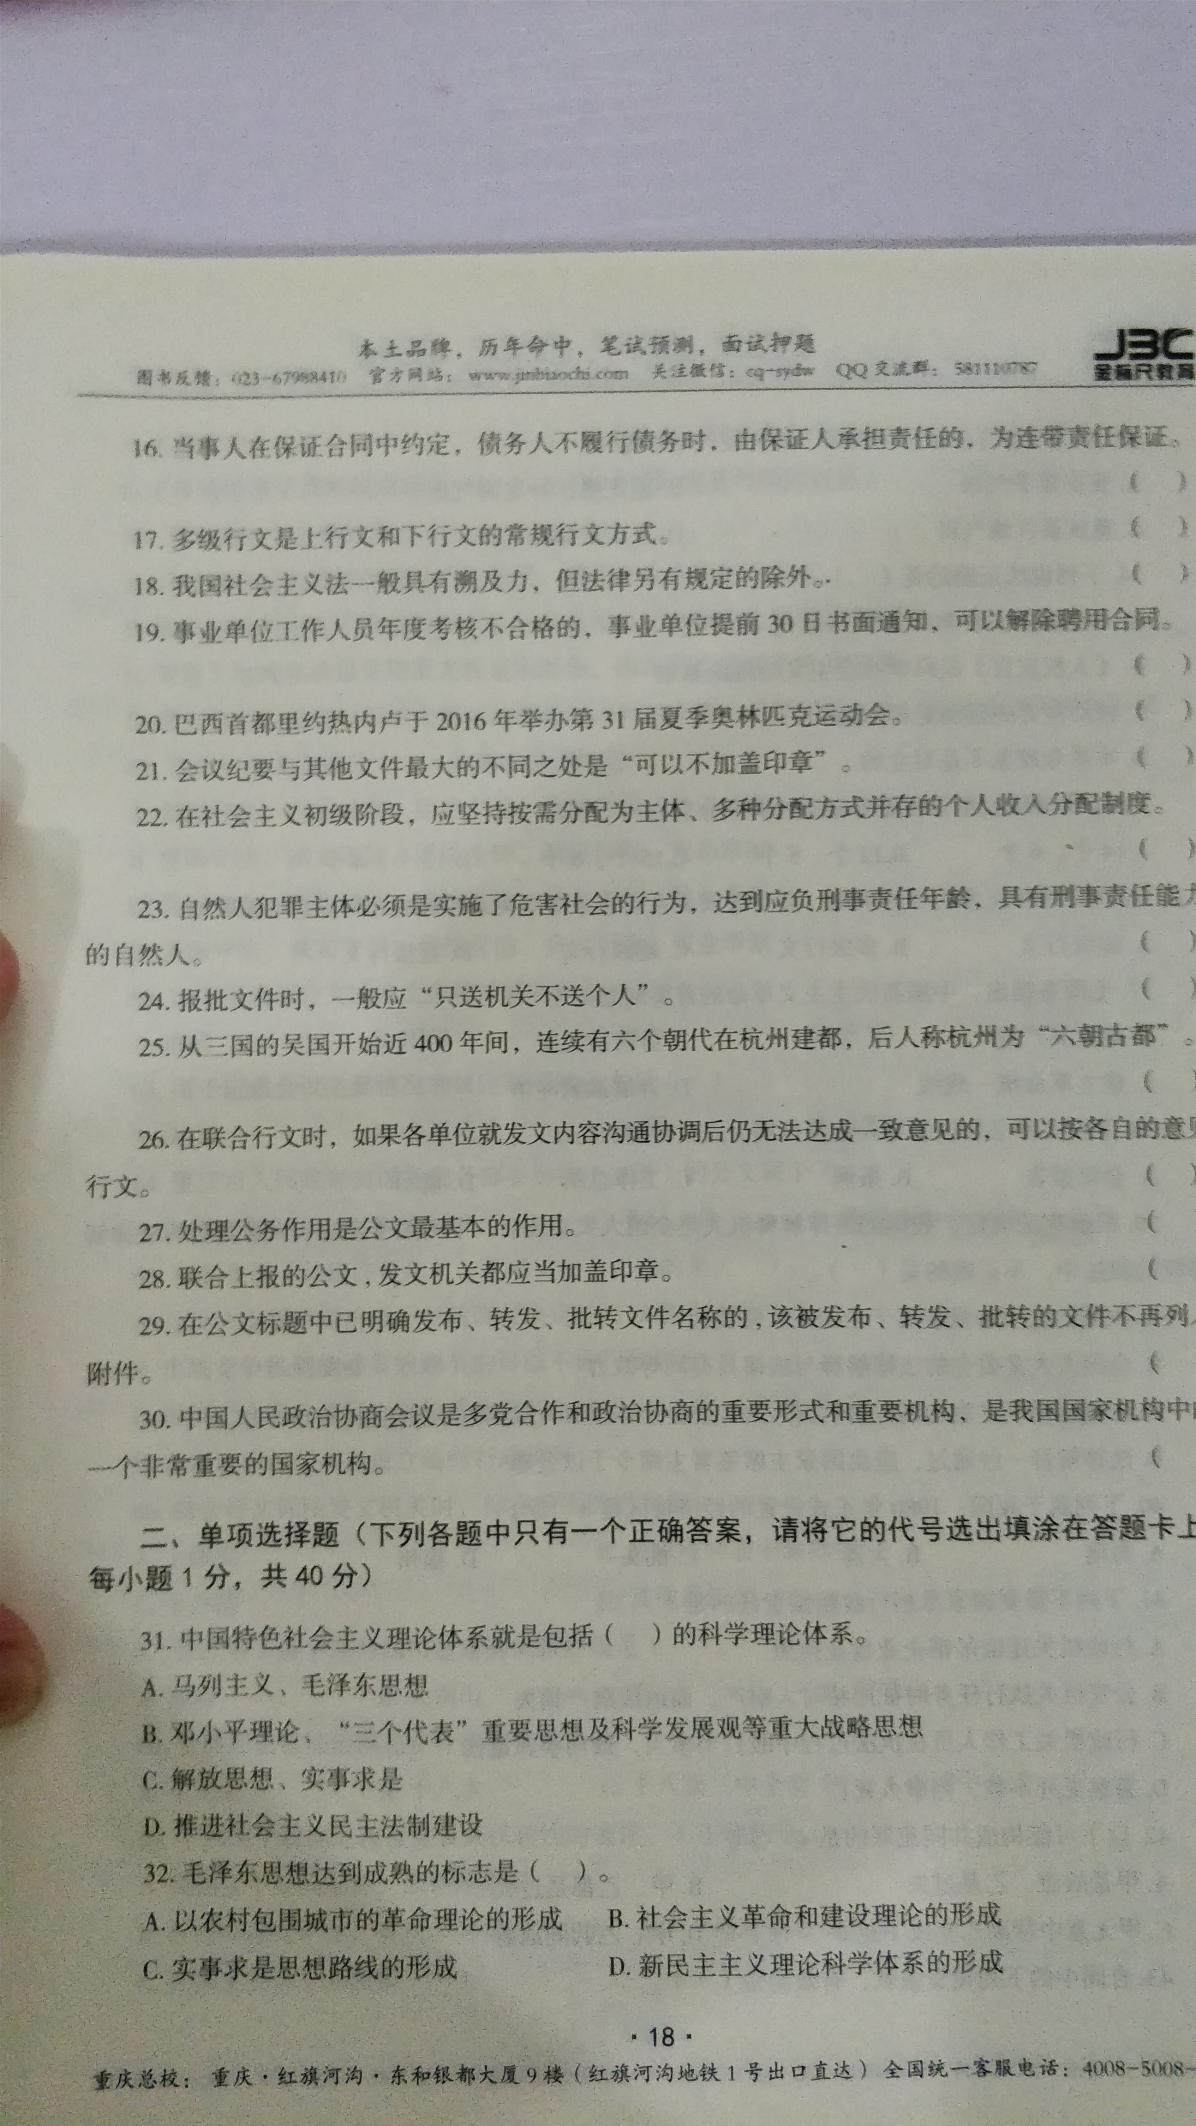 本土品牌，历年命中，笔试预测，面试押题
JBC
金标尺教育
图书反馈：023-67988410 官方网站：www.jinbiaochi.com 关注微信：cq-sydw QQ交流群：581110787
16. 当事人在保证合同中约定，债务人不履行债务时，由保证人承担责任的，为连带责任保证。
（ ）
17. 多级行文是上行文和下行文的常规行文方式。 （ ）
18. 我国社会主义法一般具有溯及力，但法律另有规定的除外。 （ ）
19. 事业单位工作人员年度考核不合格的，事业单位提前 30 日书面通知，可以解除聘用合同。
（ ）
20. 巴西首都里约热内卢于 2016 年举办第 31 届夏季奥林匹克运动会。 （ ）
21. 会议纪要与其他文件最大的不同之处是“可以不加盖印章”。 （ ）
22. 在社会主义初级阶段，应坚持按需分配为主体、多种分配方式并存的个人收入分配制度。
（ ）
23. 自然人犯罪主体必须是实施了危害社会的行为，达到应负刑事责任年龄，具有刑事责任能力
的自然人。 （ ）
24. 报批文件时，一般应“只送机关不送个人”。 （ ）
25. 从三国的吴国开始近 400 年间，连续有六个朝代在杭州建都，后人称杭州为“六朝古都”。
（ ）
26. 在联合行文时，如果各单位就发文内容沟通协调后仍无法达成一致意见的，可以按各自的意见
行文。 （ ）
27. 处理公务作用是公文最基本的作用。 （
28. 联合上报的公文，发文机关都应当加盖印章。 （
29. 在公文标题中已明确发布、转发、批转文件名称的，该被发布、转发、批转的文件不再列
附件。 （
30. 中国人民政治协商会议是多党合作和政治协商的重要形式和重要机构，是我国国家机构中的
一个非常重要的国家机构。 （
二、单项选择题（下列各题中只有一个正确答案，请将它的代号选出填涂在答题卡上
每小题 1 分，共 40 分）
31. 中国特色社会主义理论体系就是包括（ ）的科学理论体系。
A. 马列主义、毛泽东思想
B. 邓小平理论、“三个代表”重要思想及科学发展观等重大战略思想
C. 解放思想、实事求是
D. 推进社会主义民主法制建设
32. 毛泽东思想达到成熟的标志是（ ）。
A. 以农村包围城市的革命理论的形成 B. 社会主义革命和建设理论的形成
C. 实事求是思想路线的形成 D. 新民主主义理论科学体系的形成
·18·
重庆总校：重庆·红旗河沟·东和银都大厦 9 楼（红旗河沟地铁 1 号出口直达）全国统一客服电话：4008-5008-